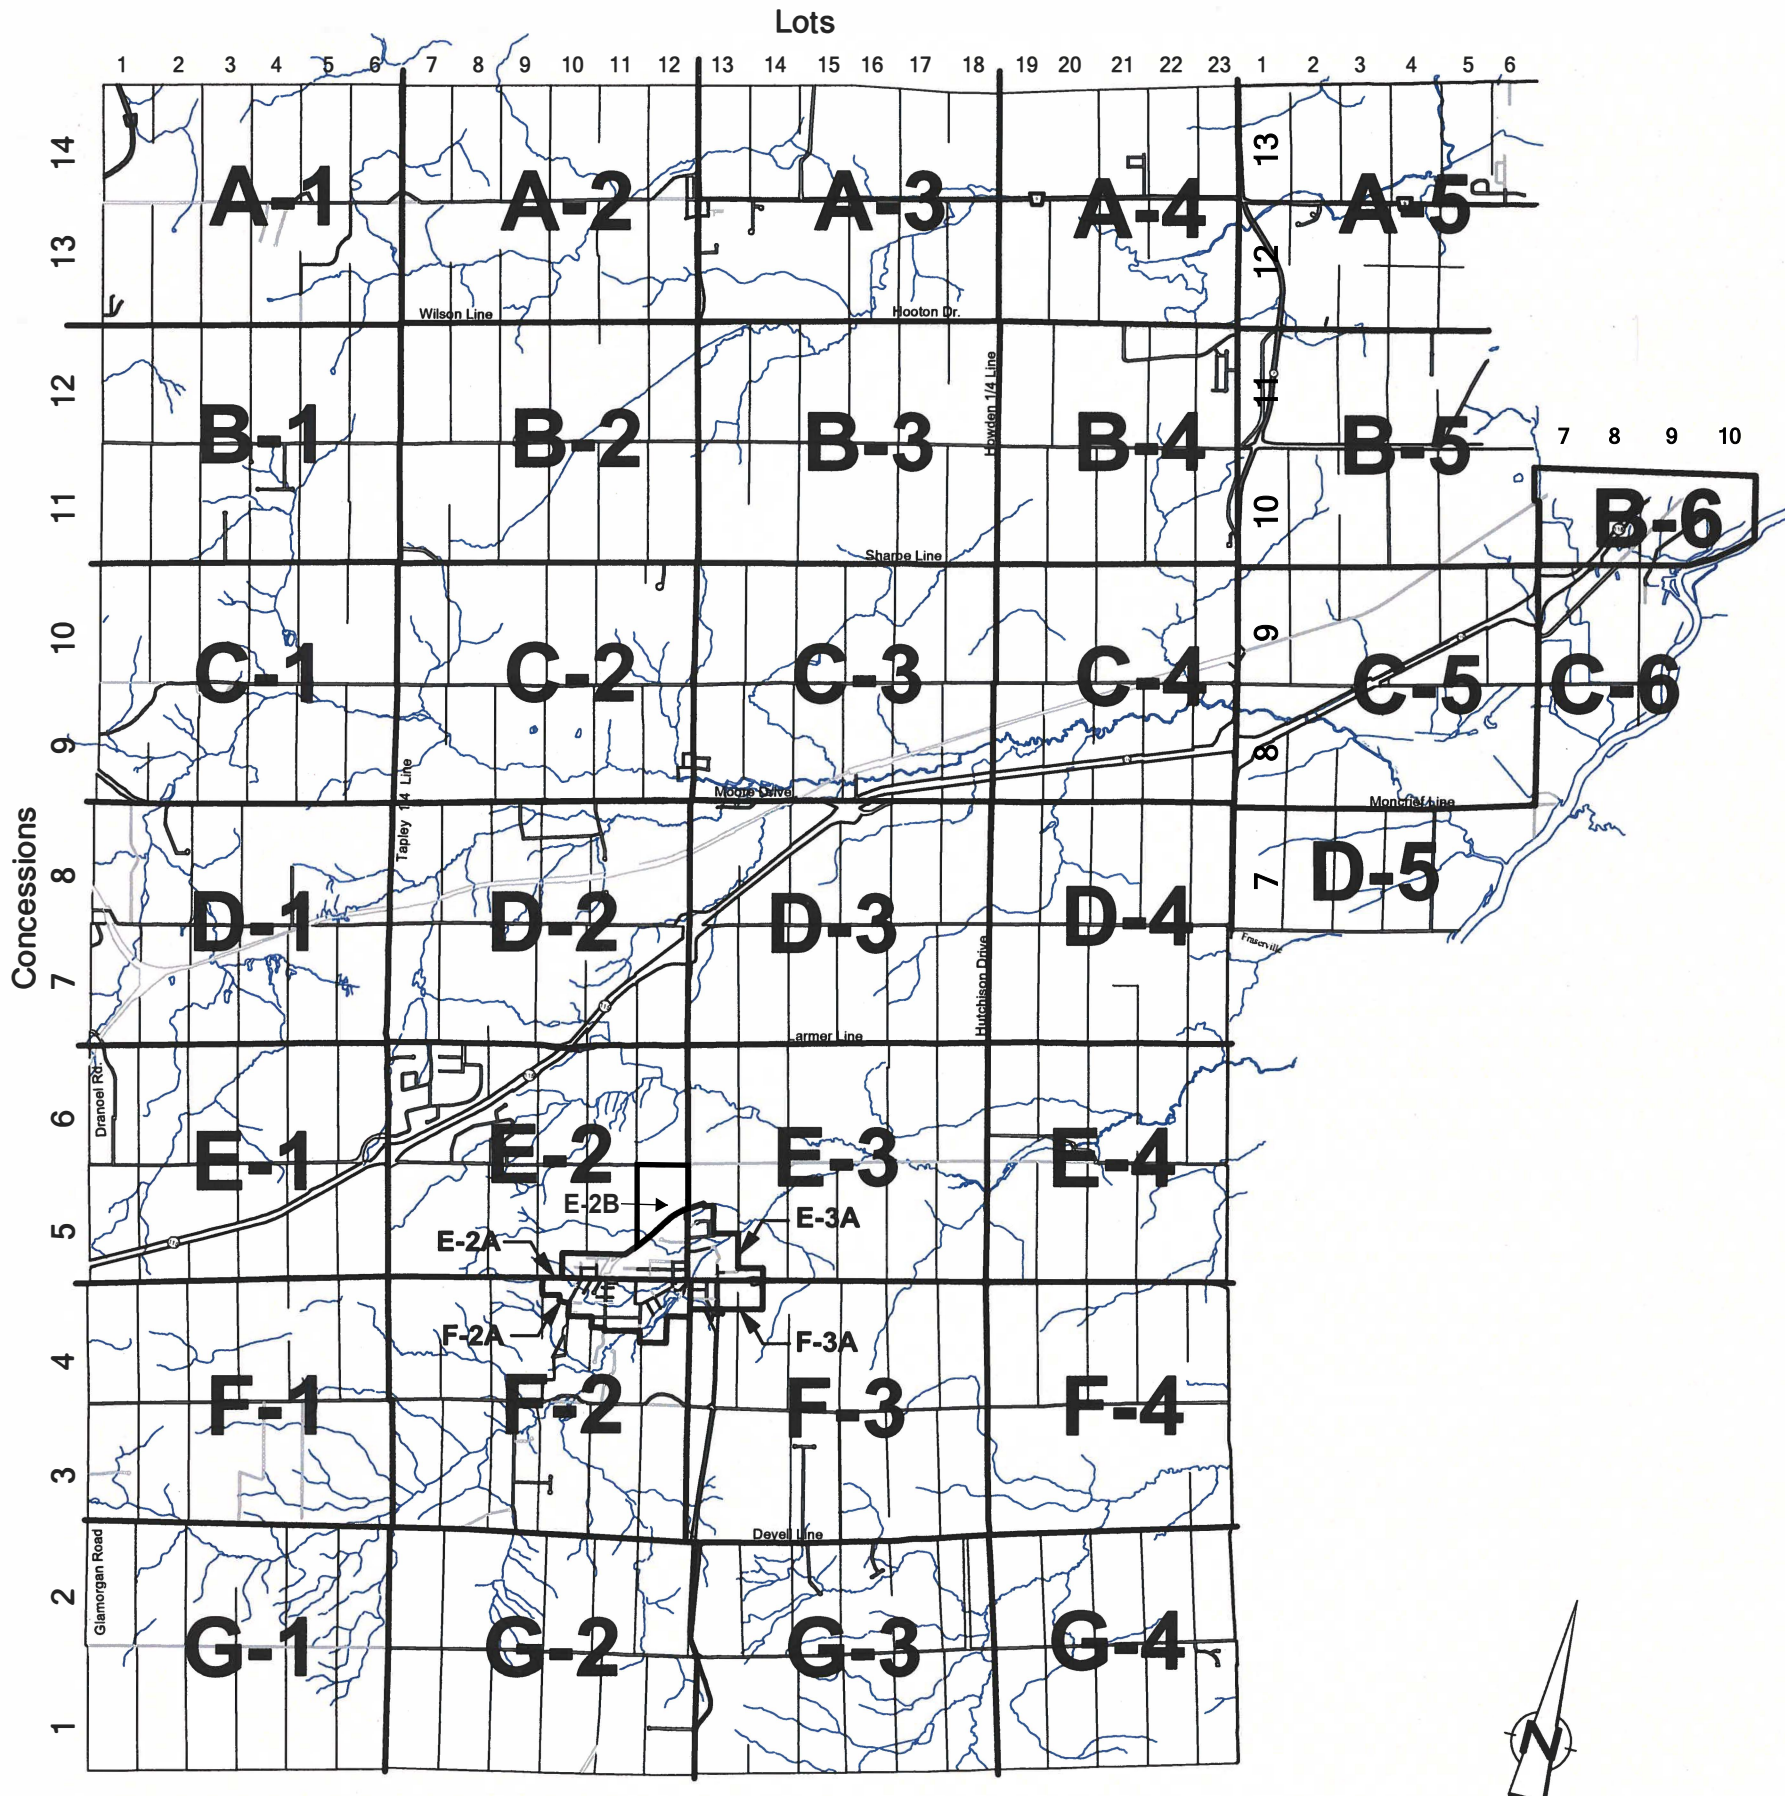 Lots
1 2 3 4 5 6 7 8 9 10 11 12 13 14 15 16 17 18 19 20 21 22 23 1 2 3 4 5 6
14
13
A-1 A-2 A-3 A-4 A-5
13
12
Wilson Line
Hooton Dr.
12
11
Howden 1/4 Line
11
B-1 B-2 B-3 B-4 B-5
7 8 9 10
10
B-6
Sharpe Line
10
9
9
C-1 C-2 C-3 C-4 C-5 C-6
8
Tapley 1/4 Line
Moore Drive
Moncrief Line
Concessions
8
7
7
D-1 D-2 D-3 D-4 D-5
Fraserville
Hutchison Drive
Larmer Line
Dranoel Rd.
6
5
E-1 E-2 E-3 E-4
E-2B
E-3A
E-2A
F-2A
F-3A
4
3
F-1 F-2 F-3 F-4
Devell Line
Glamorgan Road
2
1
G-1 G-2 G-3 G-4
N